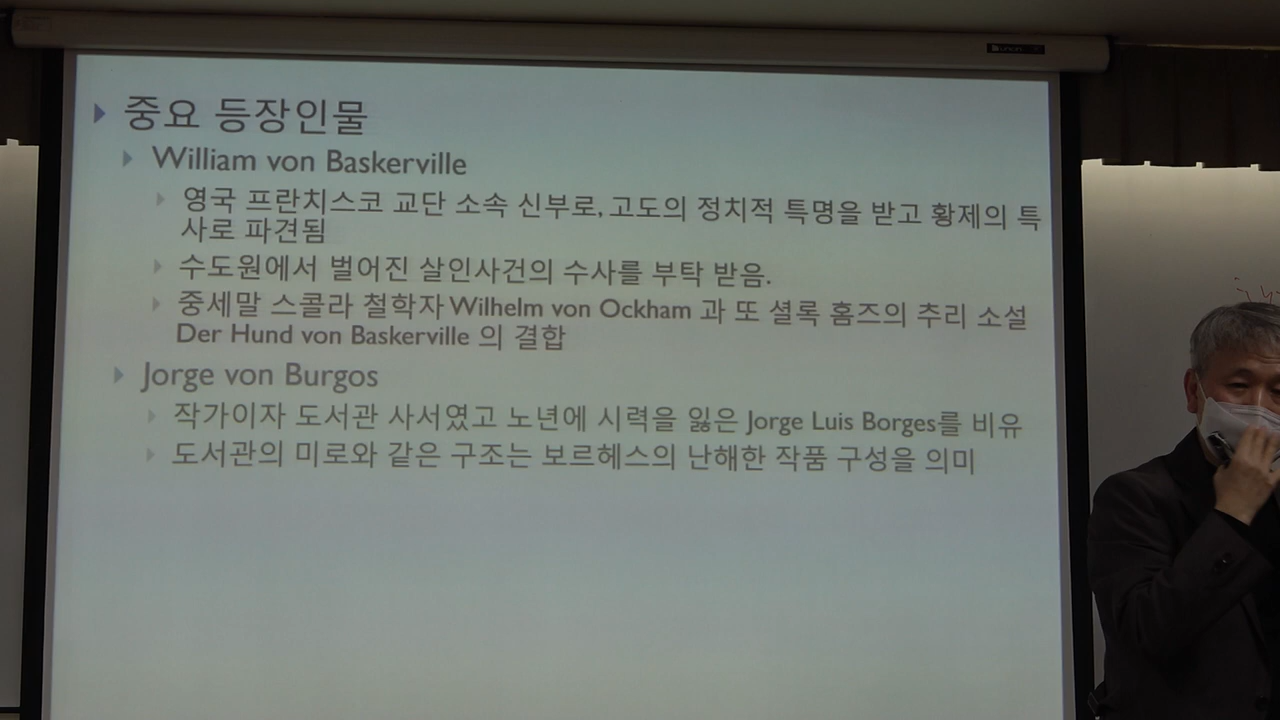 중요 등장인물
William von Baskerville
영국 프란치스코 교단 소속 신부로, 고도의 정치적 특명을 받고 황제의 특
사로 파견됨
수도원에서 벌어진 살인사건의 수사를 부탁 받음.
중세말 스콜라 철학자 Wilhelm von Ockham 과 또 셜록 홈즈의 추리 소설
Der Hund von Baskerville 의 결합
Jorge von Burgos
작가이자 도서관 사서였고 노년에 시력을 잃은 Jorge Luis Borges를 비유
도서관의 미로와 같은 구조는 보르헤스의 난해한 작품 구성을 의미